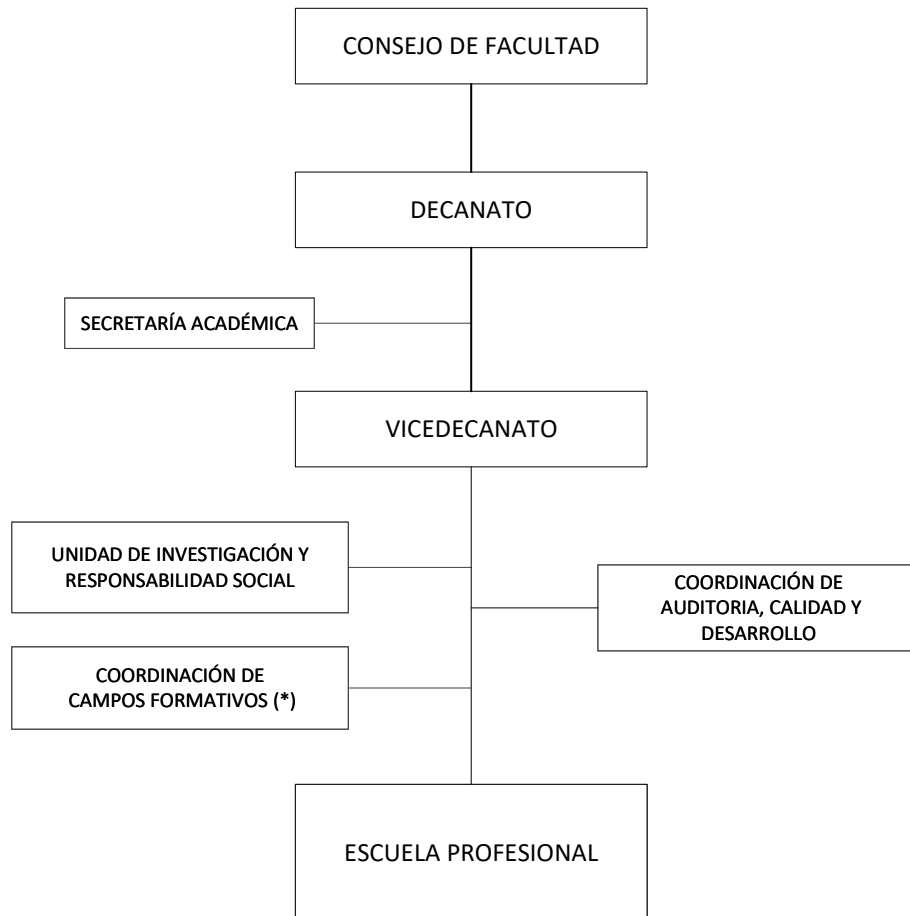 CONSEJO DE FACULTAD
DECANATO
SECRETARÍA ACADÉMICA
VICEDECANATO
UNIDAD DE INVESTIGACIÓN Y
RESPONSABILIDAD SOCIAL
COORDINACIÓN DE
AUDITORIA, CALIDAD Y
DESARROLLO
COORDINACIÓN DE
CAMPOS FORMATIVOS (*)
ESCUELA PROFESIONAL